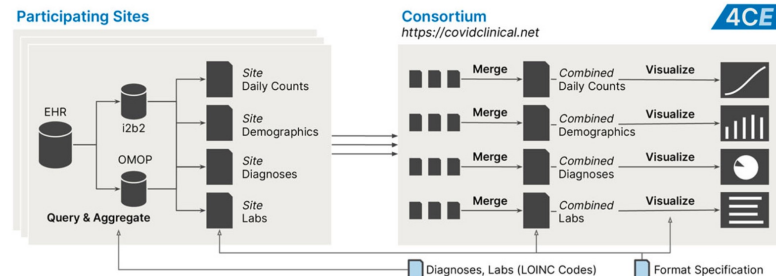 Participating Sites
Consortium
https://covidclinical.net
4CE
EHR
i2b2
OMOP
Query & Aggregate
Site
Daily Counts
Site
Demographics
Site
Diagnoses
Site
Labs
Merge
Combined
Daily Counts
Visualize
Merge
Combined
Demographics
Visualize
Merge
Combined
Diagnoses
Visualize
Merge
Combined
Labs
Visualize
Diagnoses, Labs (LOINC Codes)
Format Specification